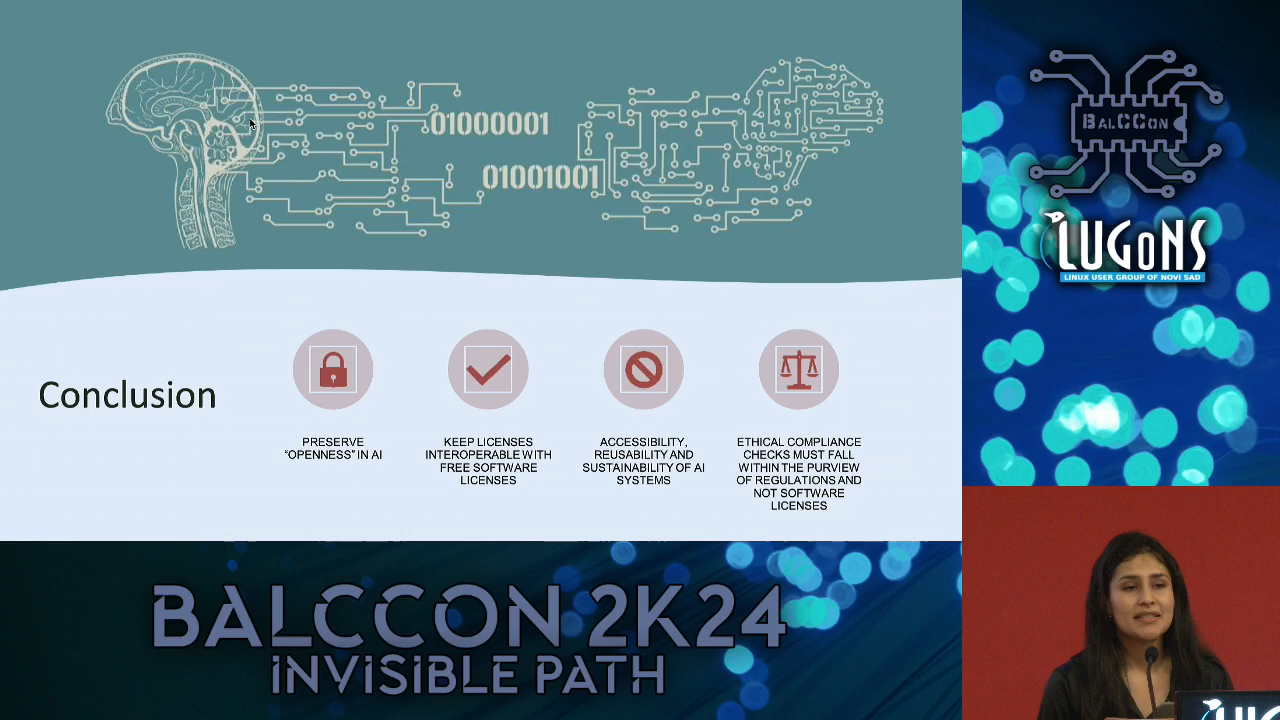 01000001
01001001
Conclusion
PRESERVE
“OPENNESS” IN AI
KEEP LICENSES
INTEROPERABLE WITH
FREE SOFTWARE
LICENSES
ACCESSIBILITY,
REUSABILITY AND
SUSTAINABILITY OF AI
SYSTEMS
ETHICAL COMPLIANCE
CHECKS MUST FALL
WITHIN THE PURVIEW
OF REGULATIONS AND
NOT SOFTWARE
LICENSES
BALCCON
LUGONS
LINUX USER GROUP OF NOVI SAD
BALCCON 2K24
INVISIBLE PATH